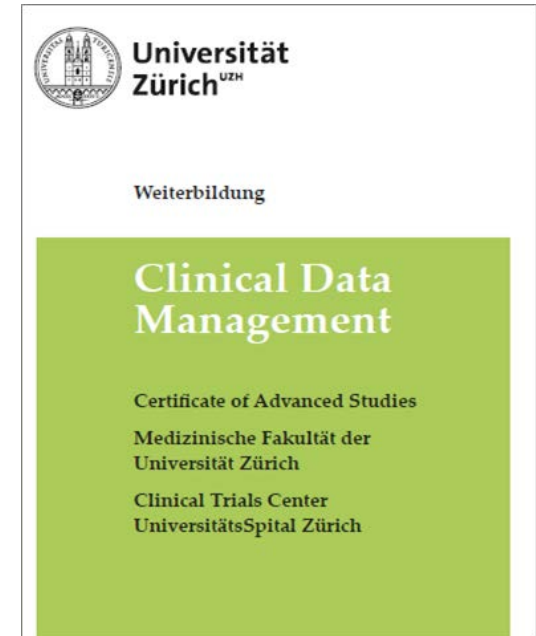 Universität
Zürich UZH
Weiterbildung
Clinical Data
Management
Certificate of Advanced Studies
Medizinische Fakultät der
Universität Zürich
Clinical Trials Center
UniversitätsSpital Zürich